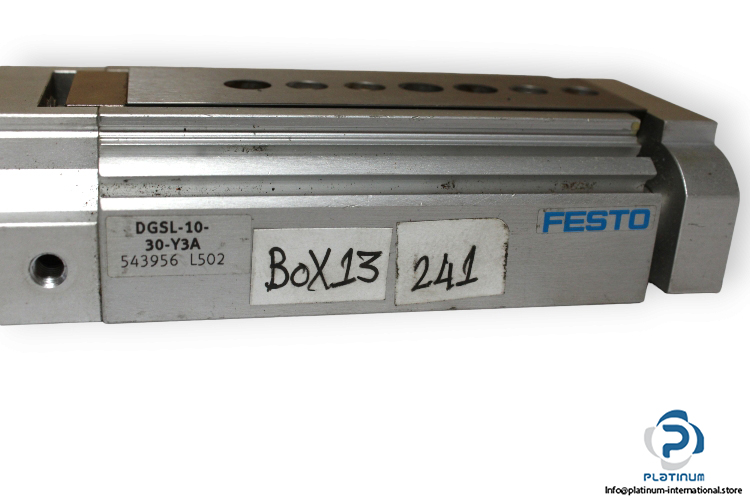 DGSL-10-
30-Y3A
543956 L502
BOX13
241
FESTO
PLATINUM
Info@platinum-international.store